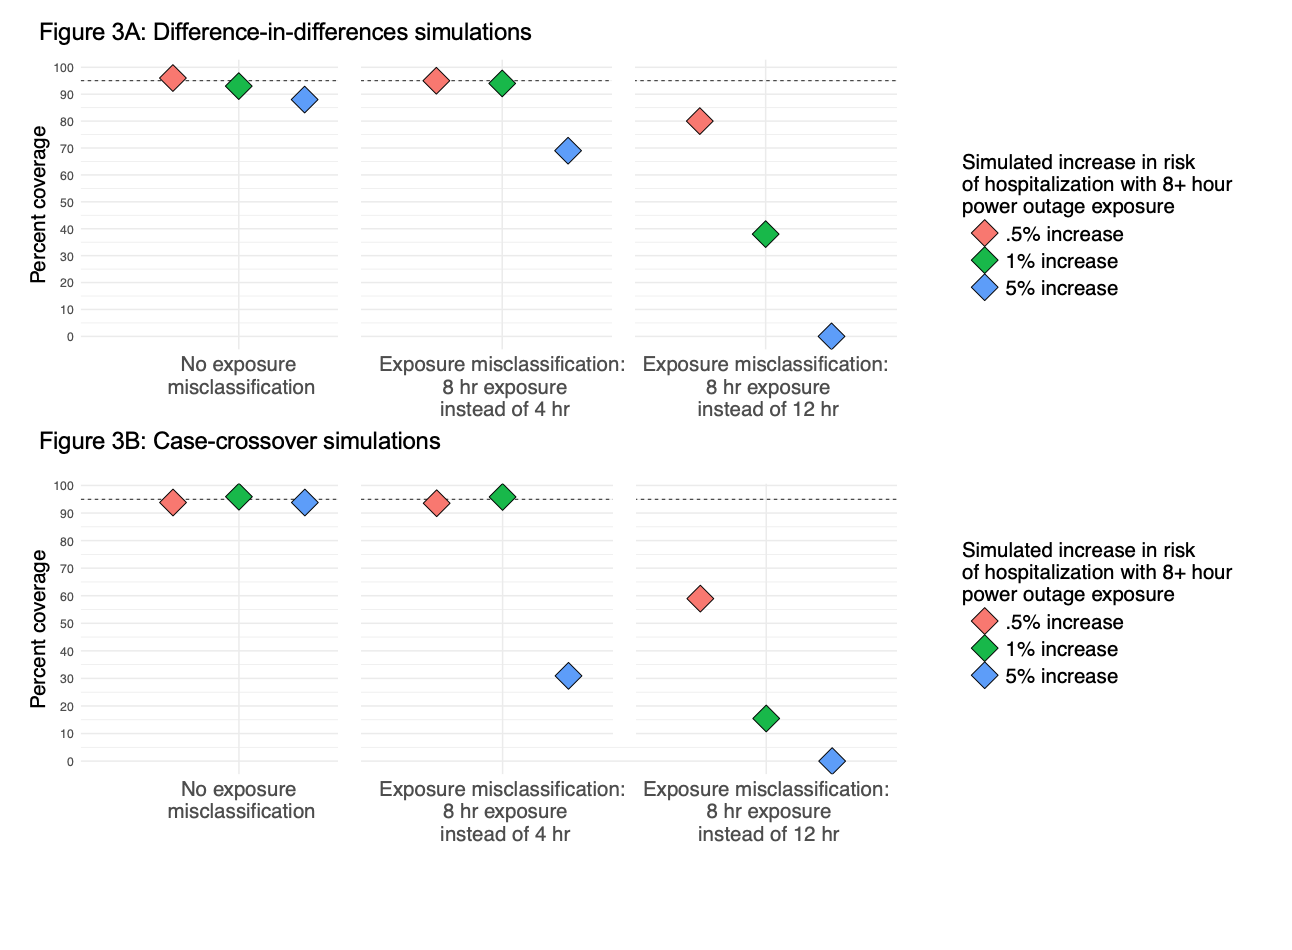 Figure 3A: Difference-in-differences simulations
Percent coverage
100
90
80
70
60
50
40
30
20
10
0
No exposure
misclassification
Exposure misclassification:
8 hr exposure
instead of 4 hr
Exposure misclassification:
8 hr exposure
instead of 12 hr
Simulated increase in risk
of hospitalization with 8+ hour
power outage exposure
.5% increase
1% increase
5% increase
Figure 3B: Case-crossover simulations
Percent coverage
100
90
80
70
60
50
40
30
20
10
0
No exposure
misclassification
Exposure misclassification:
8 hr exposure
instead of 4 hr
Exposure misclassification:
8 hr exposure
instead of 12 hr
Simulated increase in risk
of hospitalization with 8+ hour
power outage exposure
.5% increase
1% increase
5% increase